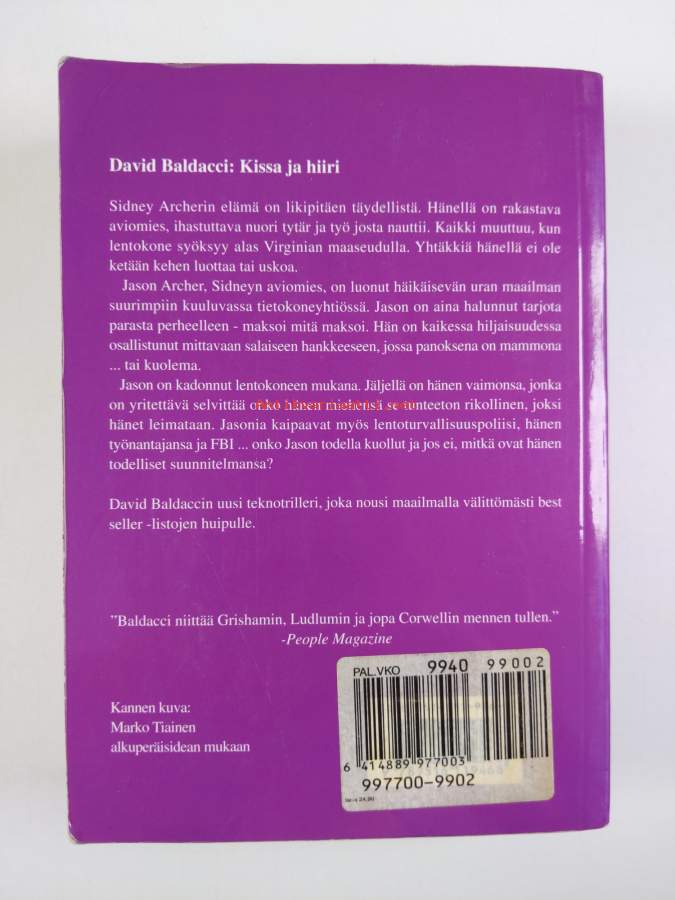 David Baldacci: Kissa ja hiiri
Sidney Archerin elämä on likipitäen täydellistä. Hänellä on rakastava
aviomies, ihastuttava nuori tytär ja työ josta nauttii. Kaikki muuttuu, kun
lentokone syöksyy alas Virginian maaseudulla. Yhtäkkiä hänellä ei ole
ketään kehen luottaa tai uskoa.
Jason Archer, Sidneyn aviomies, on luonut häikäisevän uran maailman
suurimpiin kuuluvassa tietokoneyhtiössä. Jason on aina halunnut tarjota
parasta perheelleen - maksoi mitä maksoi. Hän on kaikessa hiljaisuudessa
osallistunut mittavaan salaiseen hankkeeseen, jossa panoksena on mammona
... tai kuolema.
Jason on kadonnut lentokoneen mukana. Jäljellä on hänen vaimonsa, jonka
on yritettävä selvittää onko hänen miehensä se tunteeton rikollinen, joksi
hänet leimataan. Jasonia kaipaavat myös lentoturvallisuuspoliisi, hänen
työnantajansa ja FBI ... onko Jason todella kuollut ja jos ei, mitkä ovat hänen
todelliset suunnitelmansa?
David Baldaccin uusi teknotrilleri, joka nousi maailmalla välittömästi best
seller -listojen huipulle.
”Baldacci niittää Grishamin, Ludlumin ja jopa Corwellin mennen tullen.”
-People Magazine
Kannen kuva:
Marko Tiainen
alkuperäisidean mukaan
PAL.VKO 9940 99002
6 414889 977003
997700-9902